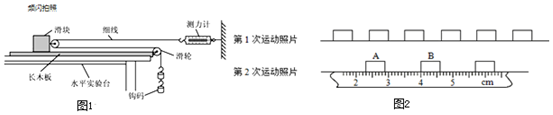 频闪拍照
滑块
细线
测力计
滑轮
长木板
水平实验台
钩码
图1
第1次运动照片
第2次运动照片
A
B
2 3 4 5 6 cm
图2